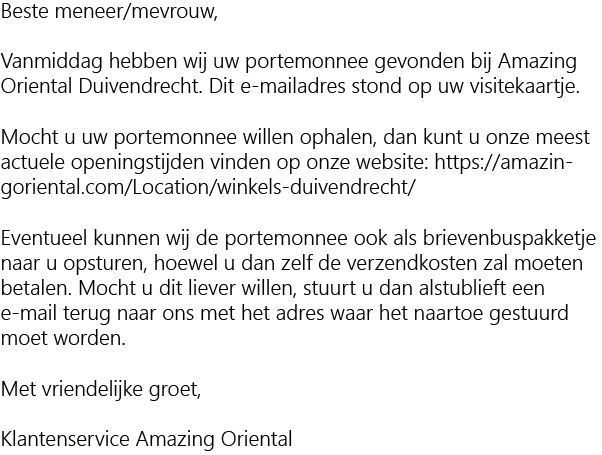 Beste meneer/mevrouw,
Vanmiddag hebben wij uw portemonnee gevonden bij Amazing
Oriental Duivendrecht. Dit e-mailadres stond op uw visitekaartje.
Mocht u uw portemonnee willen ophalen, dan kunt u onze meest
actuele openingstijden vinden op onze website: https://amazin-
goriental.com/Location/winkels-duivendrecht/
Eventueel kunnen wij de portemonnee ook als brievenbuspakketje
naar u opsturen, hoewel u dan zelf de verzendkosten zal moeten
betalen. Mocht u dit liever willen, stuurt u dan alstublieft een
e-mail terug naar ons met het adres waar het naartoe gestuurd
moet worden.
Met vriendelijke groet,
Klantenservice Amazing Oriental